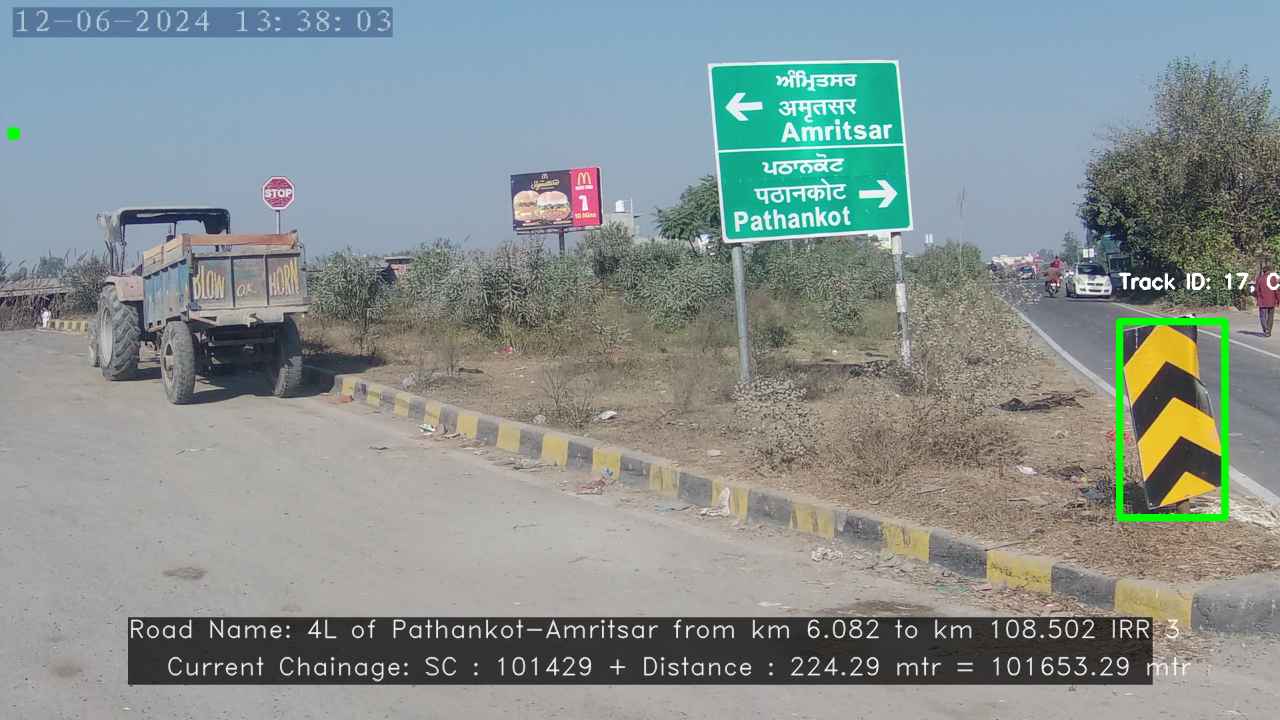 12-06-2024 13:38:03
ਅੰਮ੍ਰਿਤਸਰ
अमृतसर
Amritsar
ਪਠਾਨਕੋਟ
पठानकोट
Pathankot
STOP
1
BLOW OK HORN
Track ID: 17, C
Road Name: 4L of Pathankot-Amritsar from km 6.082 to km 108.502 IRR 3
Current Chainage: SC : 101429 + Distance : 224.29 mtr = 101653.29 mtr